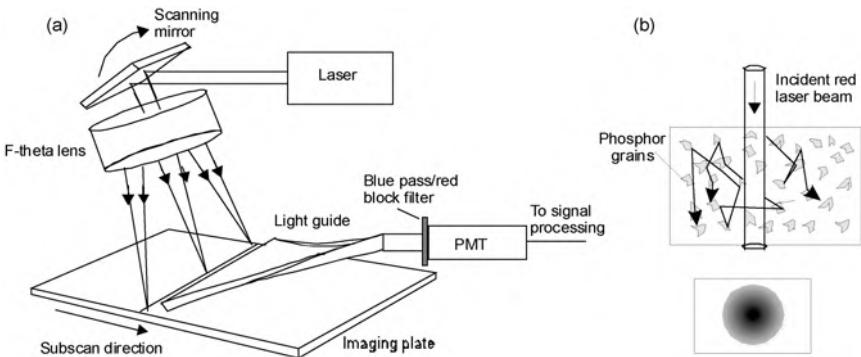 (a)
Scanning
mirror
Laser
F-theta lens
Blue pass/red
block filter
Light guide
To signal
processing
PMT
Subscan direction
Imaging plate
(b)
Incident red
laser beam
Phosphor
grains